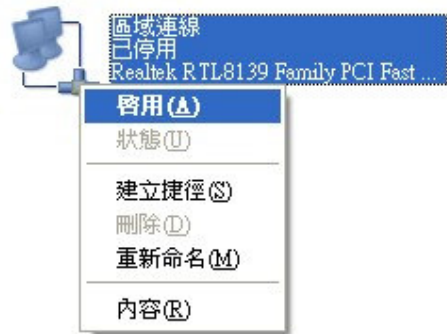 區域連線
已停用
Realtek RTL8139 Family PCI Fast ...
啓用(A)
狀態(U)
建立捷徑(S)
刪除(D)
重新命名(M)
內容(R)